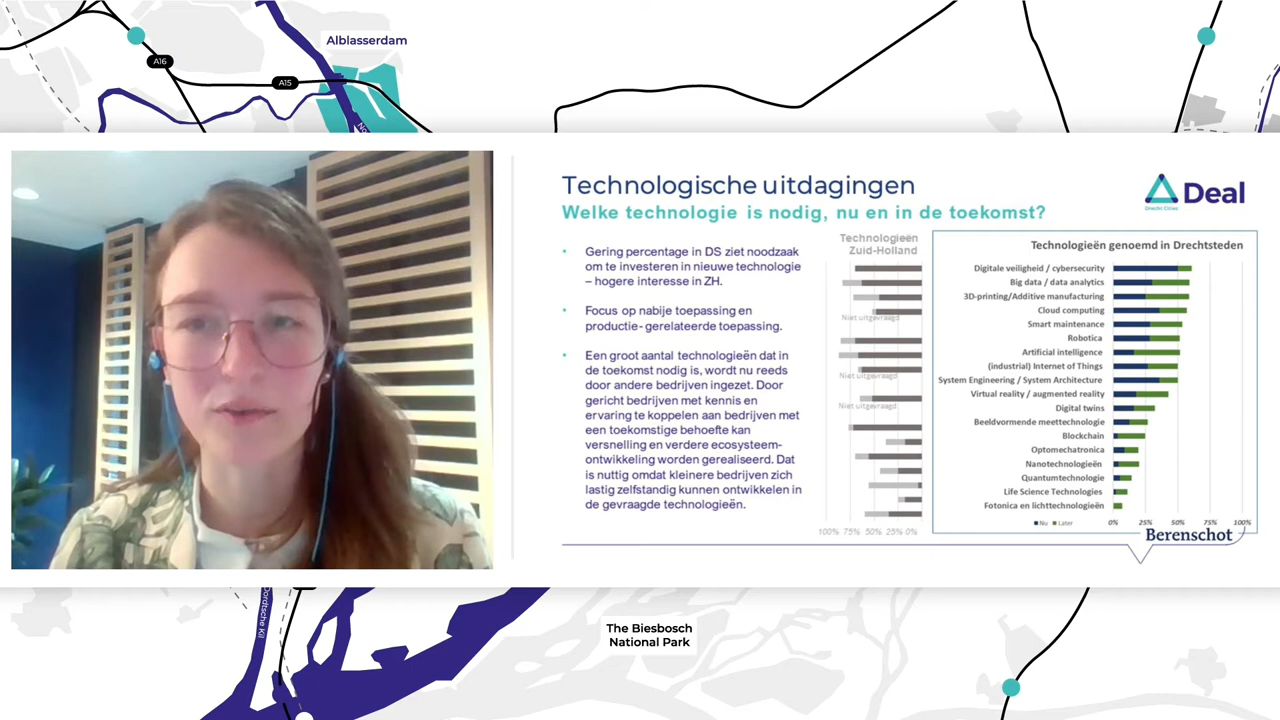 Alblasserdam
A16
A15
Technologische uitdagingen
Welke technologie is nodig, nu en in de toekomst?
Deal
Drecht Cities
• Gering percentage in DS ziet noodzaak
om te investeren in nieuwe technologie
– hogere interesse in ZH.
• Focus op nabije toepassing en
productie-gerelateerde toepassing.
• Een groot aantal technologieën dat in
de toekomst nodig is, wordt nu reeds
door andere bedrijven ingezet. Door
gericht bedrijven met kennis en
ervaring te koppelen aan bedrijven met
een toekomstige behoefte kan
versnelling en verdere ecosysteem-
ontwikkeling worden gerealiseerd. Dat
is nuttig omdat kleinere bedrijven zich
lastig zelfstandig kunnen ontwikkelen in
de gevraagde technologieën.
Technologieën
Zuid-Holland
Niet uitgevraagd
Niet uitgevraagd
Niet uitgevraagd
100% 75% 50% 25% 0%
Technologieën genoemd in Drechtsteden
Digitale veiligheid / cybersecurity
Big data / data analytics
3D-printing/Additive manufacturing
Cloud computing
Smart maintenance
Robotica
Artificial intelligence
(industrial) Internet of Things
System Engineering / System Architecture
Virtual reality / augmented reality
Digital twins
Beeldvormende meettechnologie
Blockchain
Optomechatronica
Nanotechnologieën
Quantumtechnologie
Life Science Technologies
Fotonica en lichttechnologieën
Nu Later
0% 25% 50% 75% 100%
Berenschot
The Biesbosch
National Park